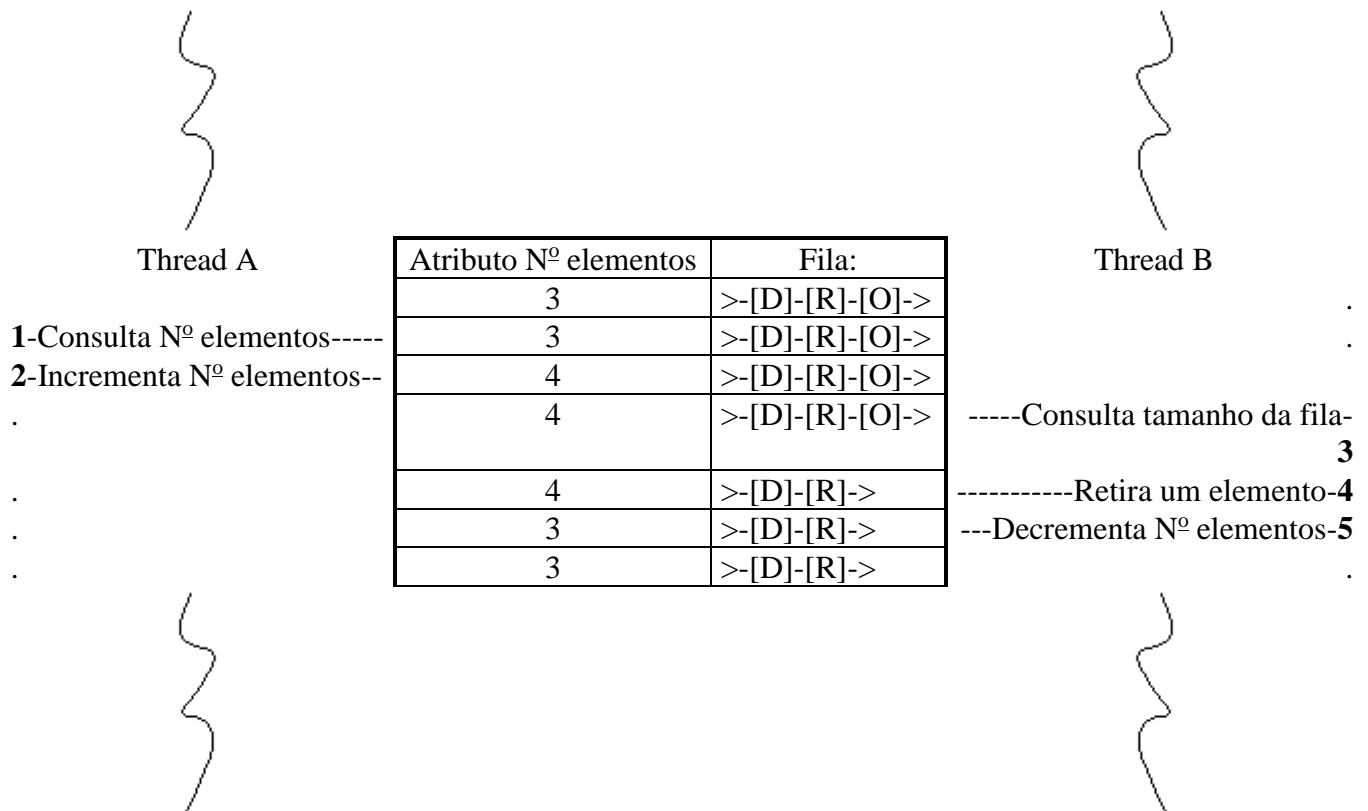 Thread A Atributo Nº elementos Fila: Thread B
3 >-[D]-[R]-[O]-> .
1-Consulta Nº elementos----- 3 >-[D]-[R]-[O]-> .
2-Incrementa Nº elementos-- 4 >-[D]-[R]-[O]->
. 4 >-[D]-[R]-[O]-> -----Consulta tamanho da fila-
3
. 4 >-[D]-[R]-> -----------Retira um elemento-4
. 3 >-[D]-[R]-> ---Decrementa Nº elementos-5
. 3 >-[D]-[R]-> .